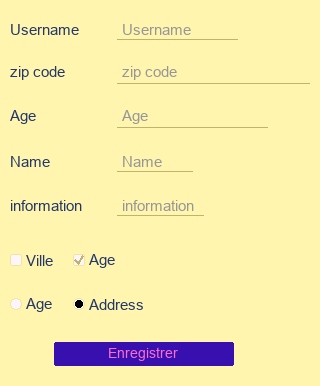 Username Username
zip code zip code
Age Age
Name Name
information information
Ville Age
Age Address
Enregistrer